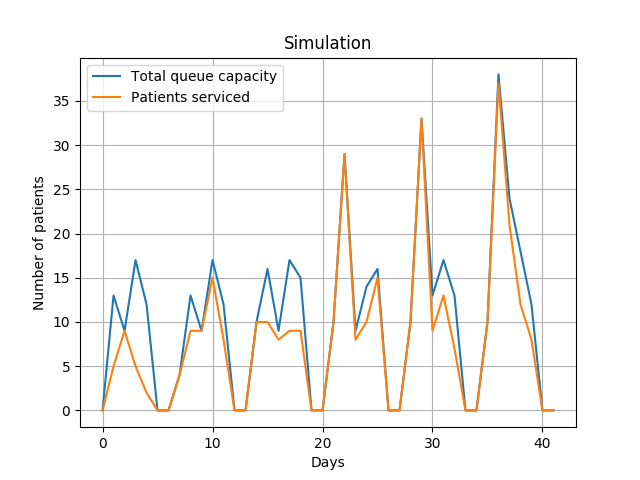 Simulation
Total queue capacity
Patients serviced
Number of patients
35
30
25
20
15
10
5
0
0 10 20 30 40
Days